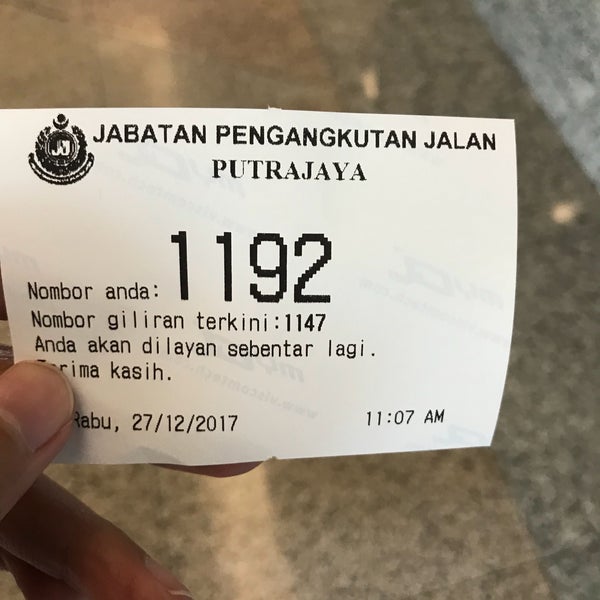 JABATAN PENGANGKUTAN JALAN
PUTRAJAYA
Nombor anda: 1192
Nombor giliran terkini:1147
Anda akan dilayan sebentar lagi.
Terima kasih.
Rabu, 27/12/2017 11:07 AM